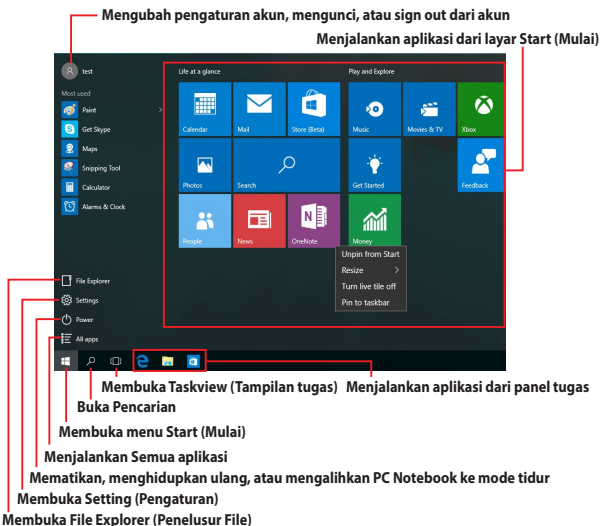 Mengubah pengaturan akun, mengunci, atau sign out dari akun
Menjalankan aplikasi dari layar Start (Mulai)
test
Most used
Paint
Get Skype
Maps
Snipping Tool
Calculator
Alarms & Clock
File Explorer
Settings
Power
All apps
Life at a glance
Play and Explore
Calendar
Mail
Store (Beta)
Music
Movies & TV
Xbox
Photos
Search
Get Started
Feedback
People
News
OneNote
Money
Unpin from Start
Resize
Turn live tile off
Pin to taskbar
Membuka Taskview (Tampilan tugas)
Menjalankan aplikasi dari panel tugas
Buka Pencarian
Membuka menu Start (Mulai)
Menjalankan Semua aplikasi
Mematikan, menghidupkan ulang, atau mengalihkan PC Notebook ke mode tidur
Membuka Setting (Pengaturan)
Membuka File Explorer (Penelusur File)